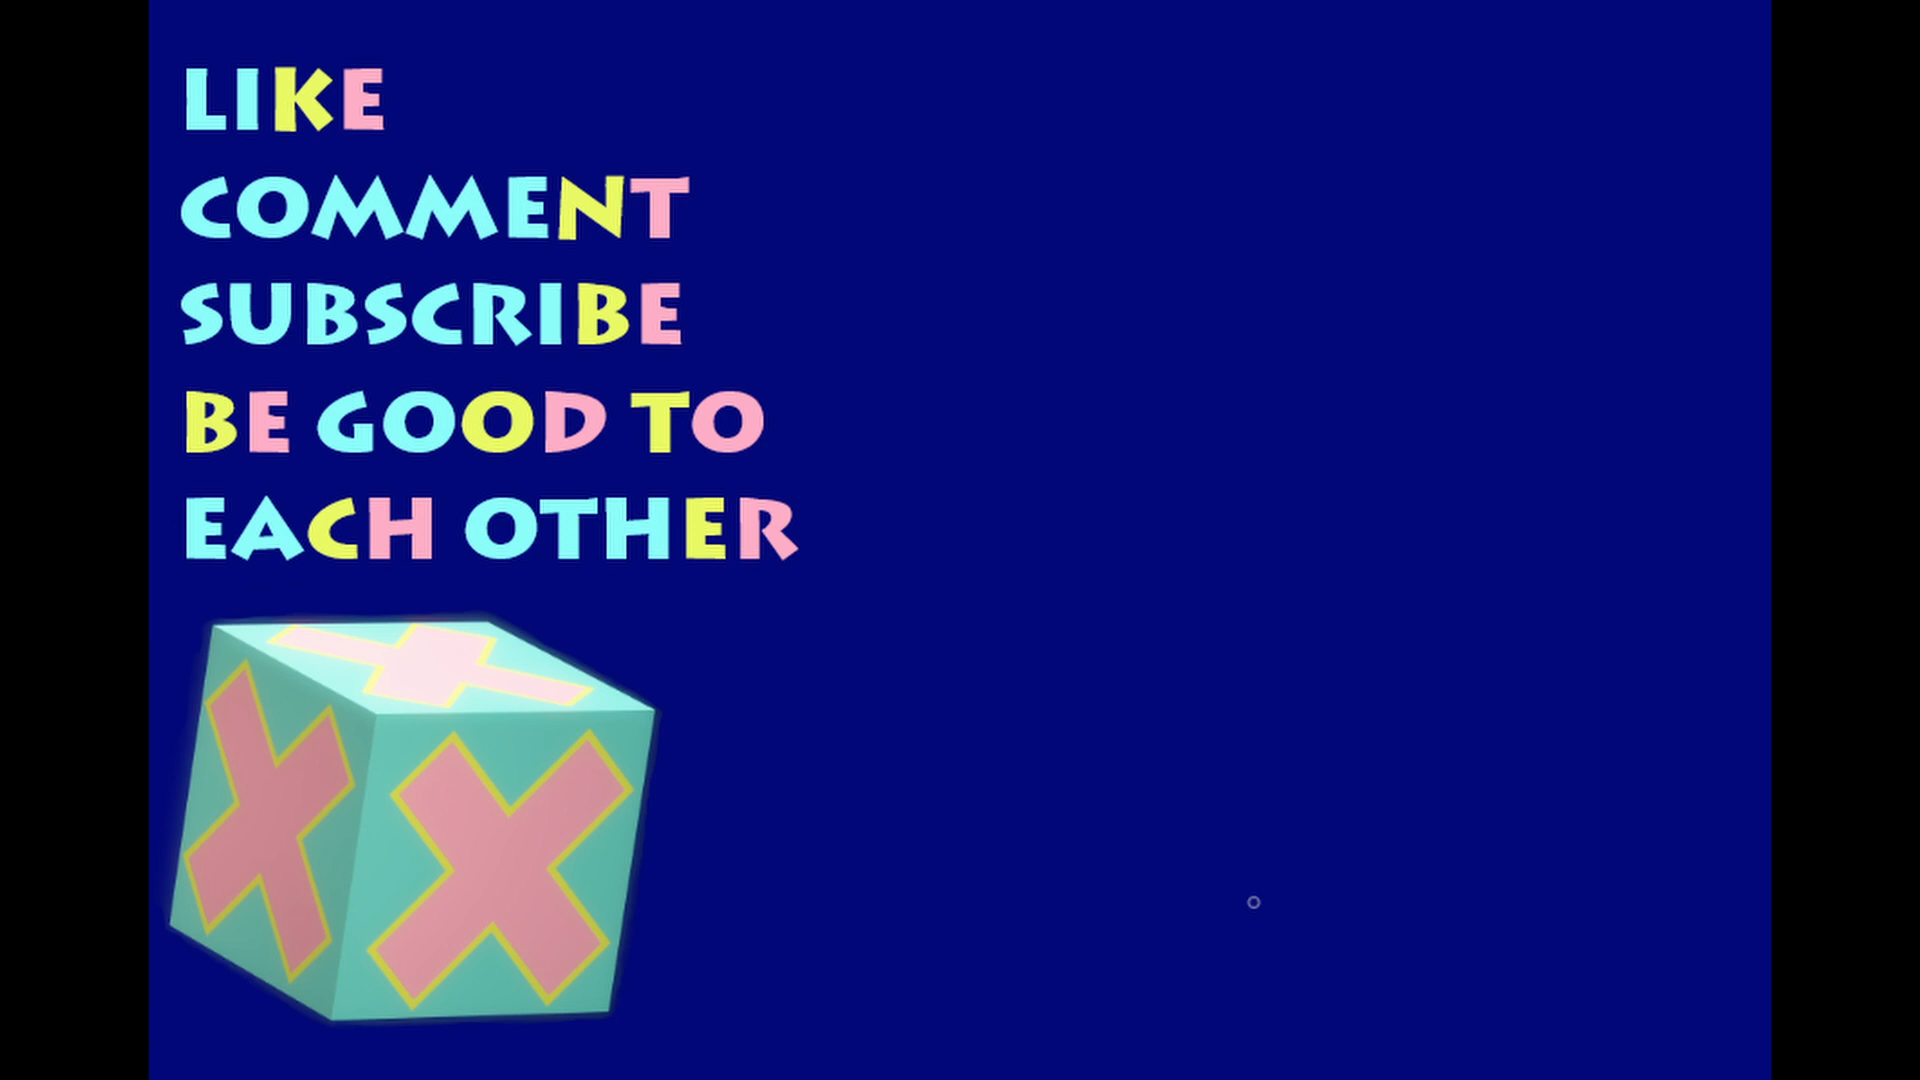 LIKE
COMMENT
SUBSCRIBE
BE GOOD TO
EACH OTHER
X
X
X